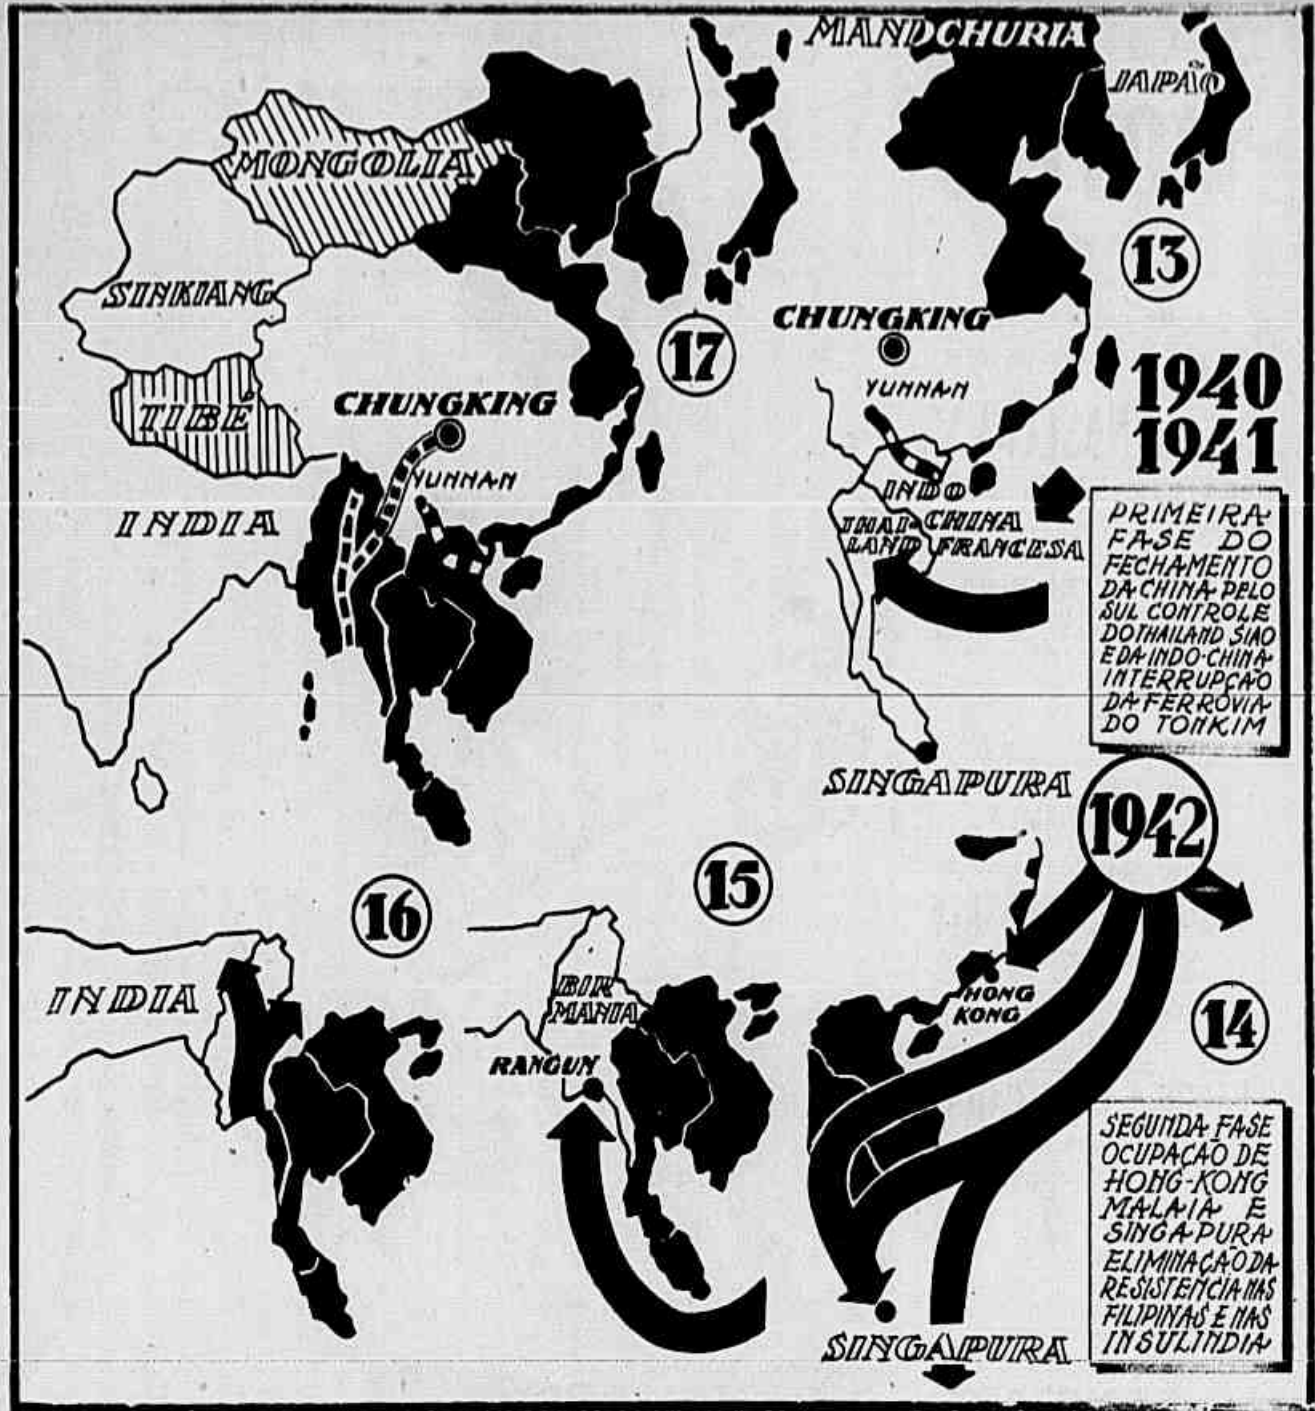 MANDCHURIA
JAPÃO
13
CHUNGKING
YUNNAN
1940
1941
INDO
CHINA
FRANCESA
THAI-
LAND
SINGAPURA
PRIMEIRA
FASE DO
FECHAMENTO
DA CHINA PELO
SUL CONTROLE
DO THAILAND SIAO
E DA INDO-CHINA
INTERRUPÇÃO
DA FERROVIA
DO TONKIM
MONGOLIA
SINKIANG
TIBÉ
17
CHUNGKING
YUNNAN
INDIA
1942
14
HONG
KONG
SINGAPURA
SEGUNDA FASE
OCUPAÇÃO DE
HONG-KONG
MALAIA E
SINGAPURA
ELIMINAÇÃO DA
RESISTENCIA NAS
FILIPINAS E NAS
INSULINDIA
15
BIR
MANIA
RANGUN
16
INDIA